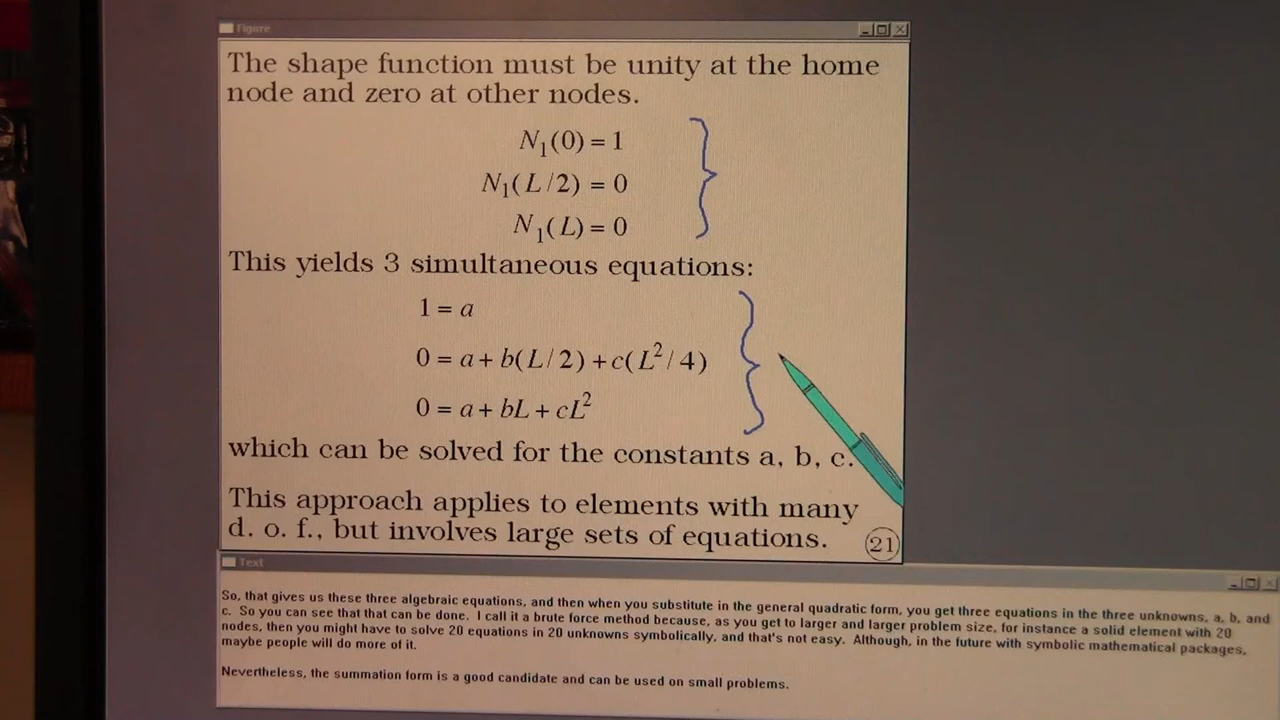 Figure
The shape function must be unity at the home
node and zero at other nodes.
N₁(0) = 1
N₁(L/2) = 0
N₁(L) = 0
This yields 3 simultaneous equations:
1 = a
0 = a + b(L/2) + c(L²/4)
0 = a + bL + cL²
which can be solved for the constants a, b, c.
This approach applies to elements with many
d. o. f., but involves large sets of equations.
21
Text
So, that gives us these three algebraic equations, and then when you substitute in the general quadratic form, you get three equations in the three unknowns, a, b, and
c. So you can see that that can be done. I call it a brute force method because, as you get to larger and larger problem size, for instance a solid element with 20
nodes, then you might have to solve 20 equations in 20 unknowns symbolically, and that's not easy. Although, in the future with symbolic mathematical packages,
maybe people will do more of it.
Nevertheless, the summation form is a good candidate and can be used on small problems.